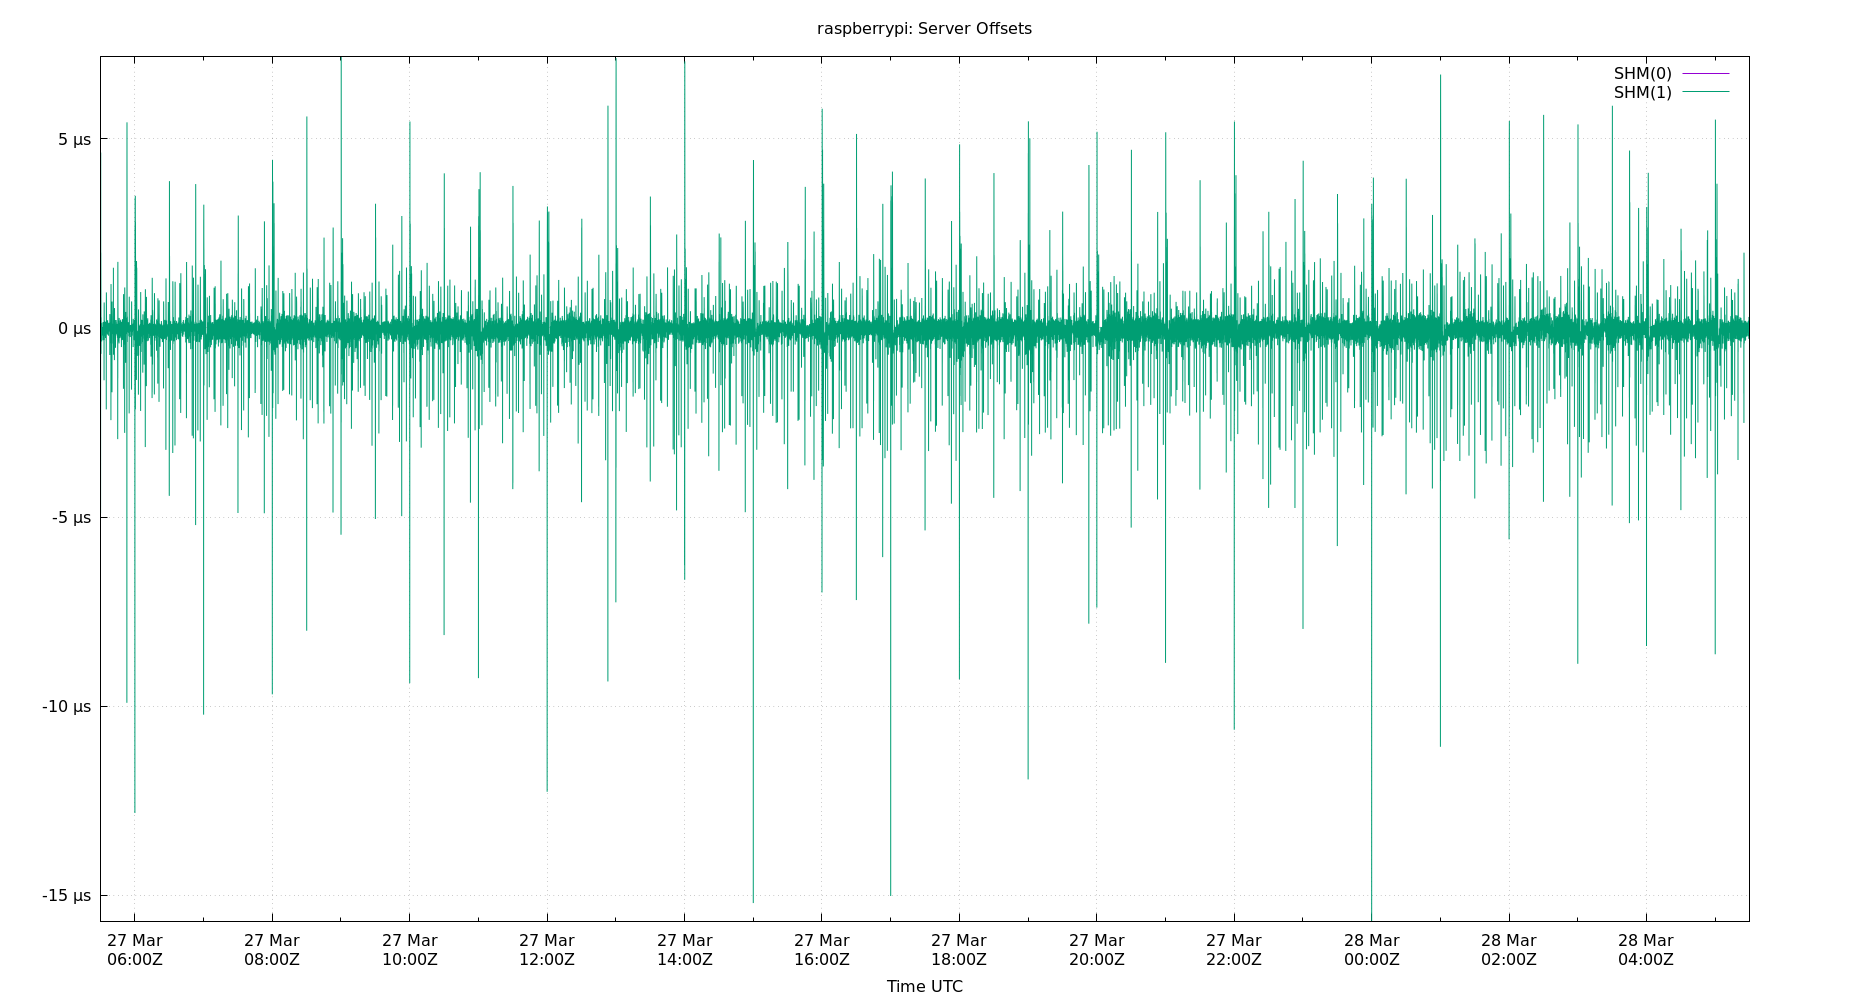 raspberrypi: Server Offsets
SHM(0)
SHM(1)
5 µs
0 µs
-5 µs
-10 µs
-15 µs
27 Mar 27 Mar 27 Mar 27 Mar 27 Mar 27 Mar 27 Mar 27 Mar 27 Mar 28 Mar 28 Mar 28 Mar
06:00Z 08:00Z 10:00Z 12:00Z 14:00Z 16:00Z 18:00Z 20:00Z 22:00Z 00:00Z 02:00Z 04:00Z
Time UTC